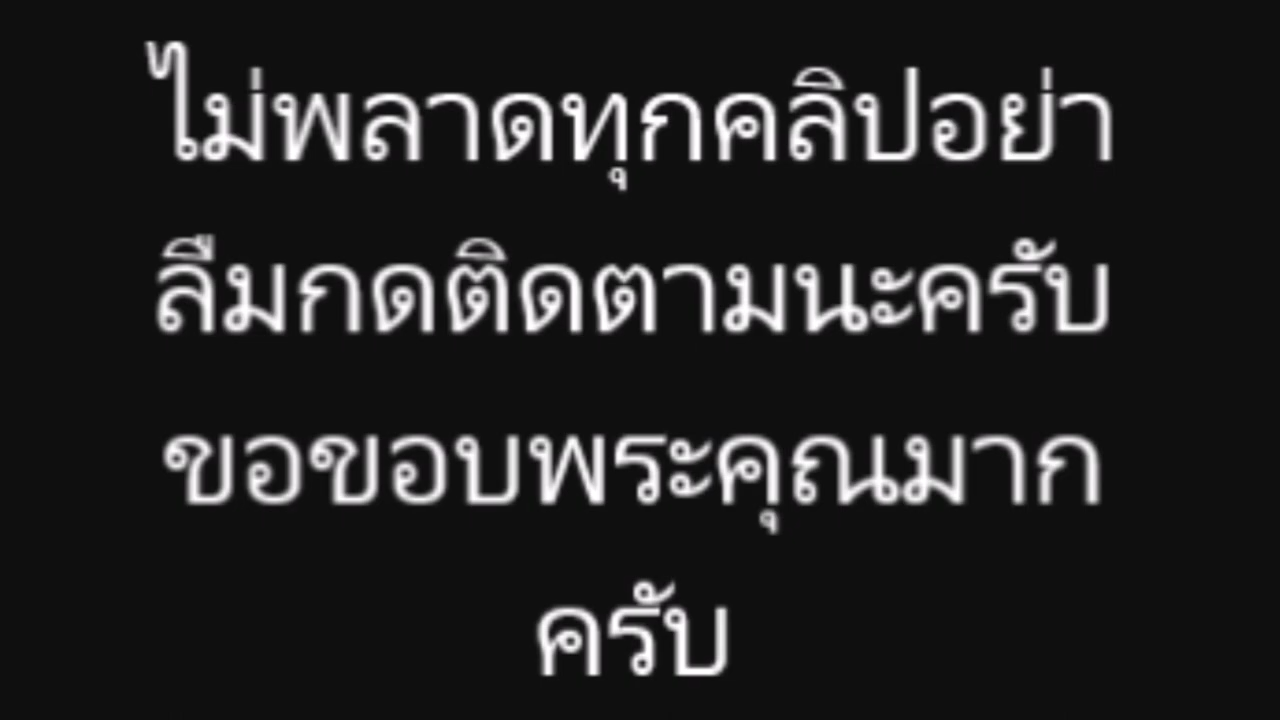 ไม่พลาดทุกคลิปอย่า
ลืมกดติดตามนะครับ
ขอขอบพระคุณมาก
ครับ